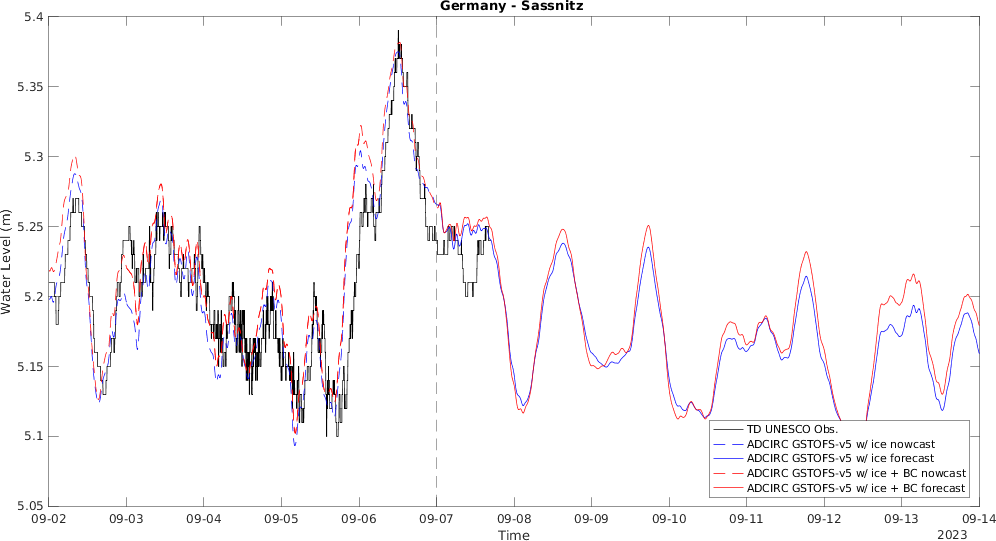 Germany - Sassnitz
5.4
5.35
5.3
5.25
5.2
5.15
5.1
5.05
Water Level (m)
09-02 09-03 09-04 09-05 09-06 09-07 09-08 09-09 09-10 09-11 09-12 09-13 09-14
Time
2023
TD UNESCO Obs.
ADCIRC GSTOFS-v5 w/ ice nowcast
ADCIRC GSTOFS-v5 w/ ice forecast
ADCIRC GSTOFS-v5 w/ ice + BC nowcast
ADCIRC GSTOFS-v5 w/ ice + BC forecast